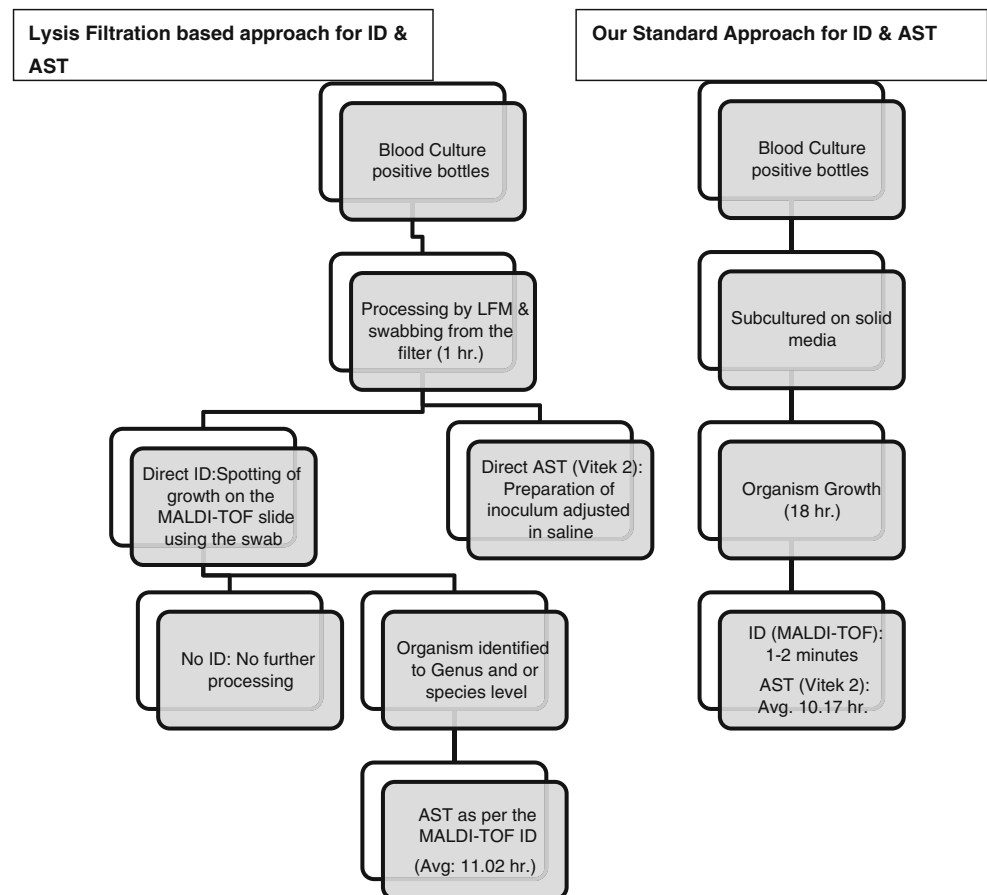 Lysis Filtration based approach for ID &
AST
Our Standard Approach for ID & AST
Blood Culture
positive bottles
Processing by LFM &
swabbing from the
filter (1 hr.)
Direct ID:Spotting of
growth on the
MALDI-TOF slide
using the swab
Direct AST (Vitek 2):
Preparation of
inoculum adjusted
in saline
No ID: No further
processing
Organism identified
to Genus and or
species level
AST as per the
MALDI-TOF ID
(Avg: 11.02 hr.)
Blood Culture
positive bottles
Subcultured on solid
media
Organism Growth
(18 hr.)
ID (MALDI-TOF):
1-2 minutes
AST (Vitek 2):
Avg. 10.17 hr.